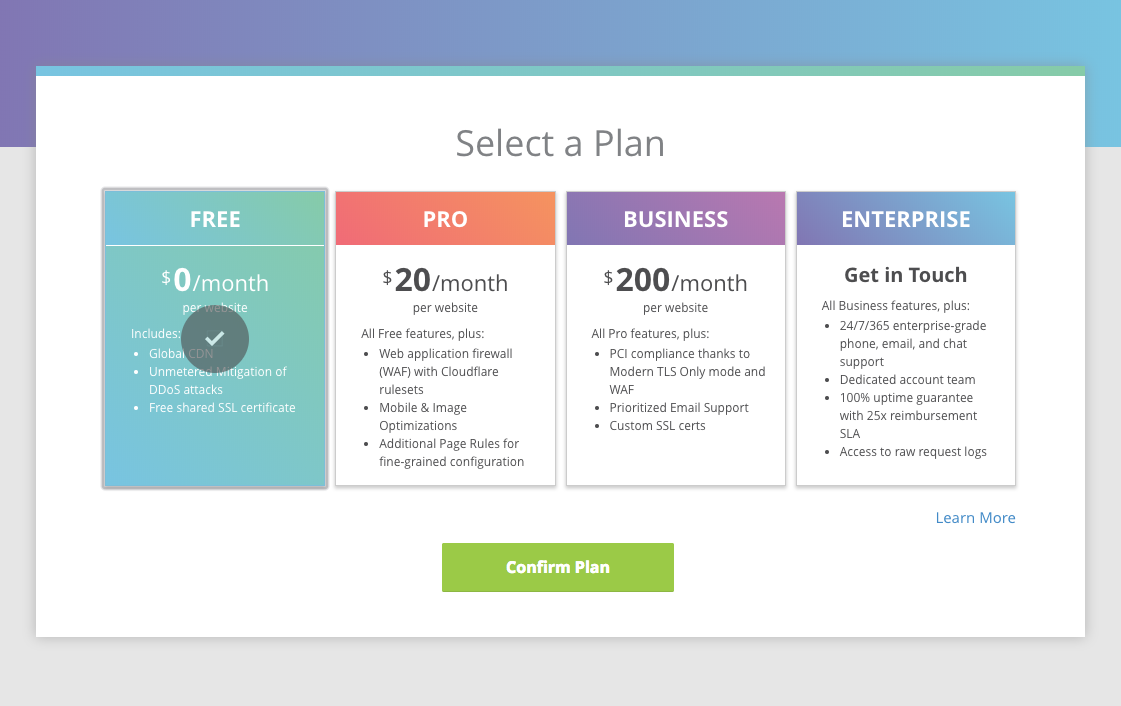 Select a Plan
FREE
$0/month
per website
Includes:
Global CDN
Unmetered Mitigation of
DDoS attacks
Free shared SSL certificate
PRO
$20/month
per website
All Free features, plus:
Web application firewall
(WAF) with Cloudflare
rulesets
Mobile & Image
Optimizations
Additional Page Rules for
fine-grained configuration
BUSINESS
$200/month
per website
All Pro features, plus:
PCI compliance thanks to
Modern TLS Only mode and
WAF
Prioritized Email Support
Custom SSL certs
ENTERPRISE
Get in Touch
All Business features, plus:
24/7/365 enterprise-grade
phone, email, and chat
support
Dedicated account team
100% uptime guarantee
with 25x reimbursement
SLA
Access to raw request logs
Learn More
Confirm Plan